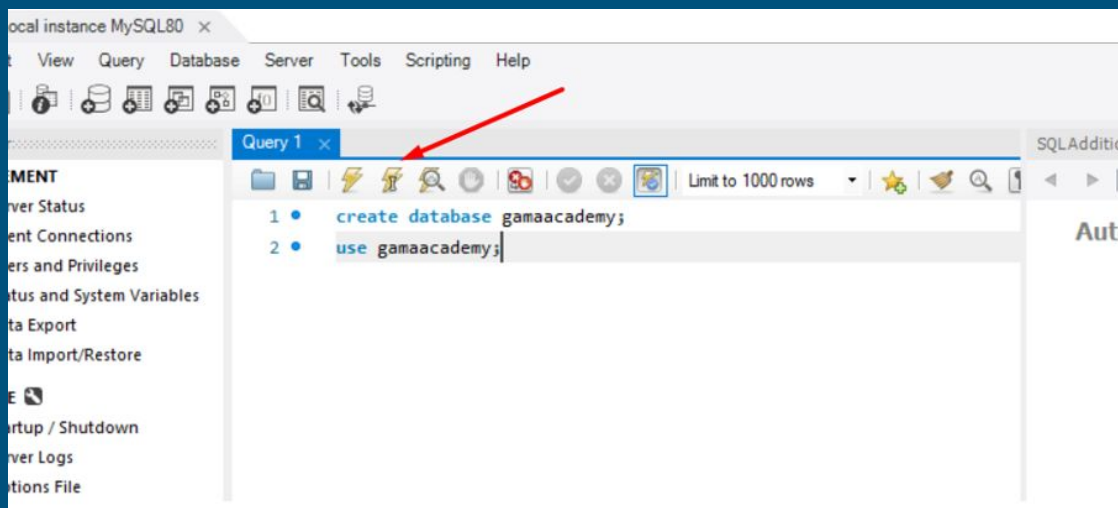 ocal instance MySQL80
t View Query Database Server Tools Scripting Help
Query 1
SQLAdditio
EMENT
rver Status
ent Connections
ers and Privileges
atus and System Variables
ta Export
ta Import/Restore
E
artup / Shutdown
rver Logs
ptions File
Limit to 1000 rows
1 create database gamaacademy;
2 use gamaacademy;
Aut